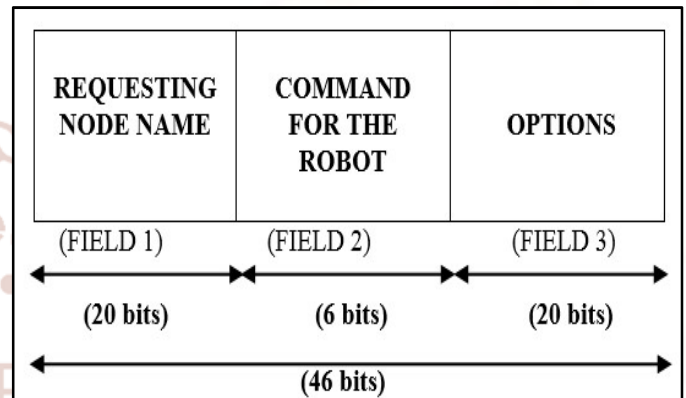 REQUESTING
NODE NAME
COMMAND
FOR THE
ROBOT
OPTIONS
(FIELD 1)
(FIELD 2)
(FIELD 3)
(20 bits)
(6 bits)
(20 bits)
(46 bits)